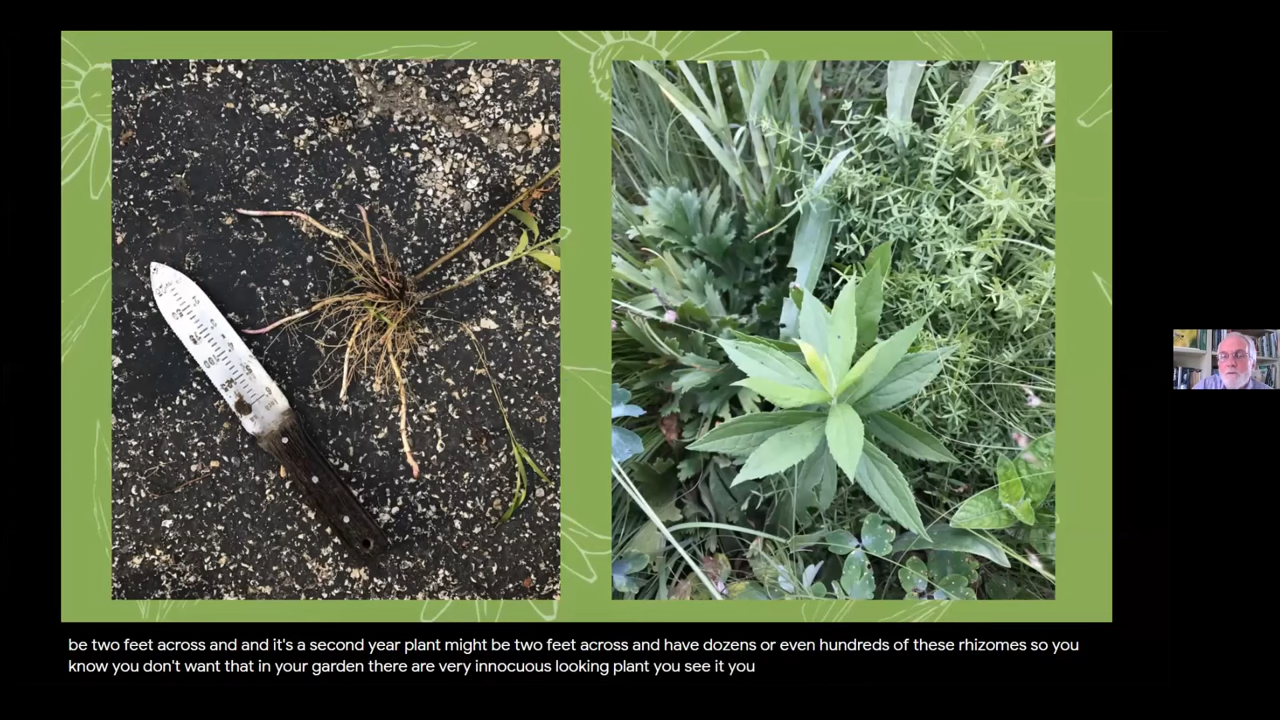 be two feet across and and it's a second year plant might be two feet across and have dozens or even hundreds of these rhizomes so you
know you don't want that in your garden there are very innocuous looking plant you see it you